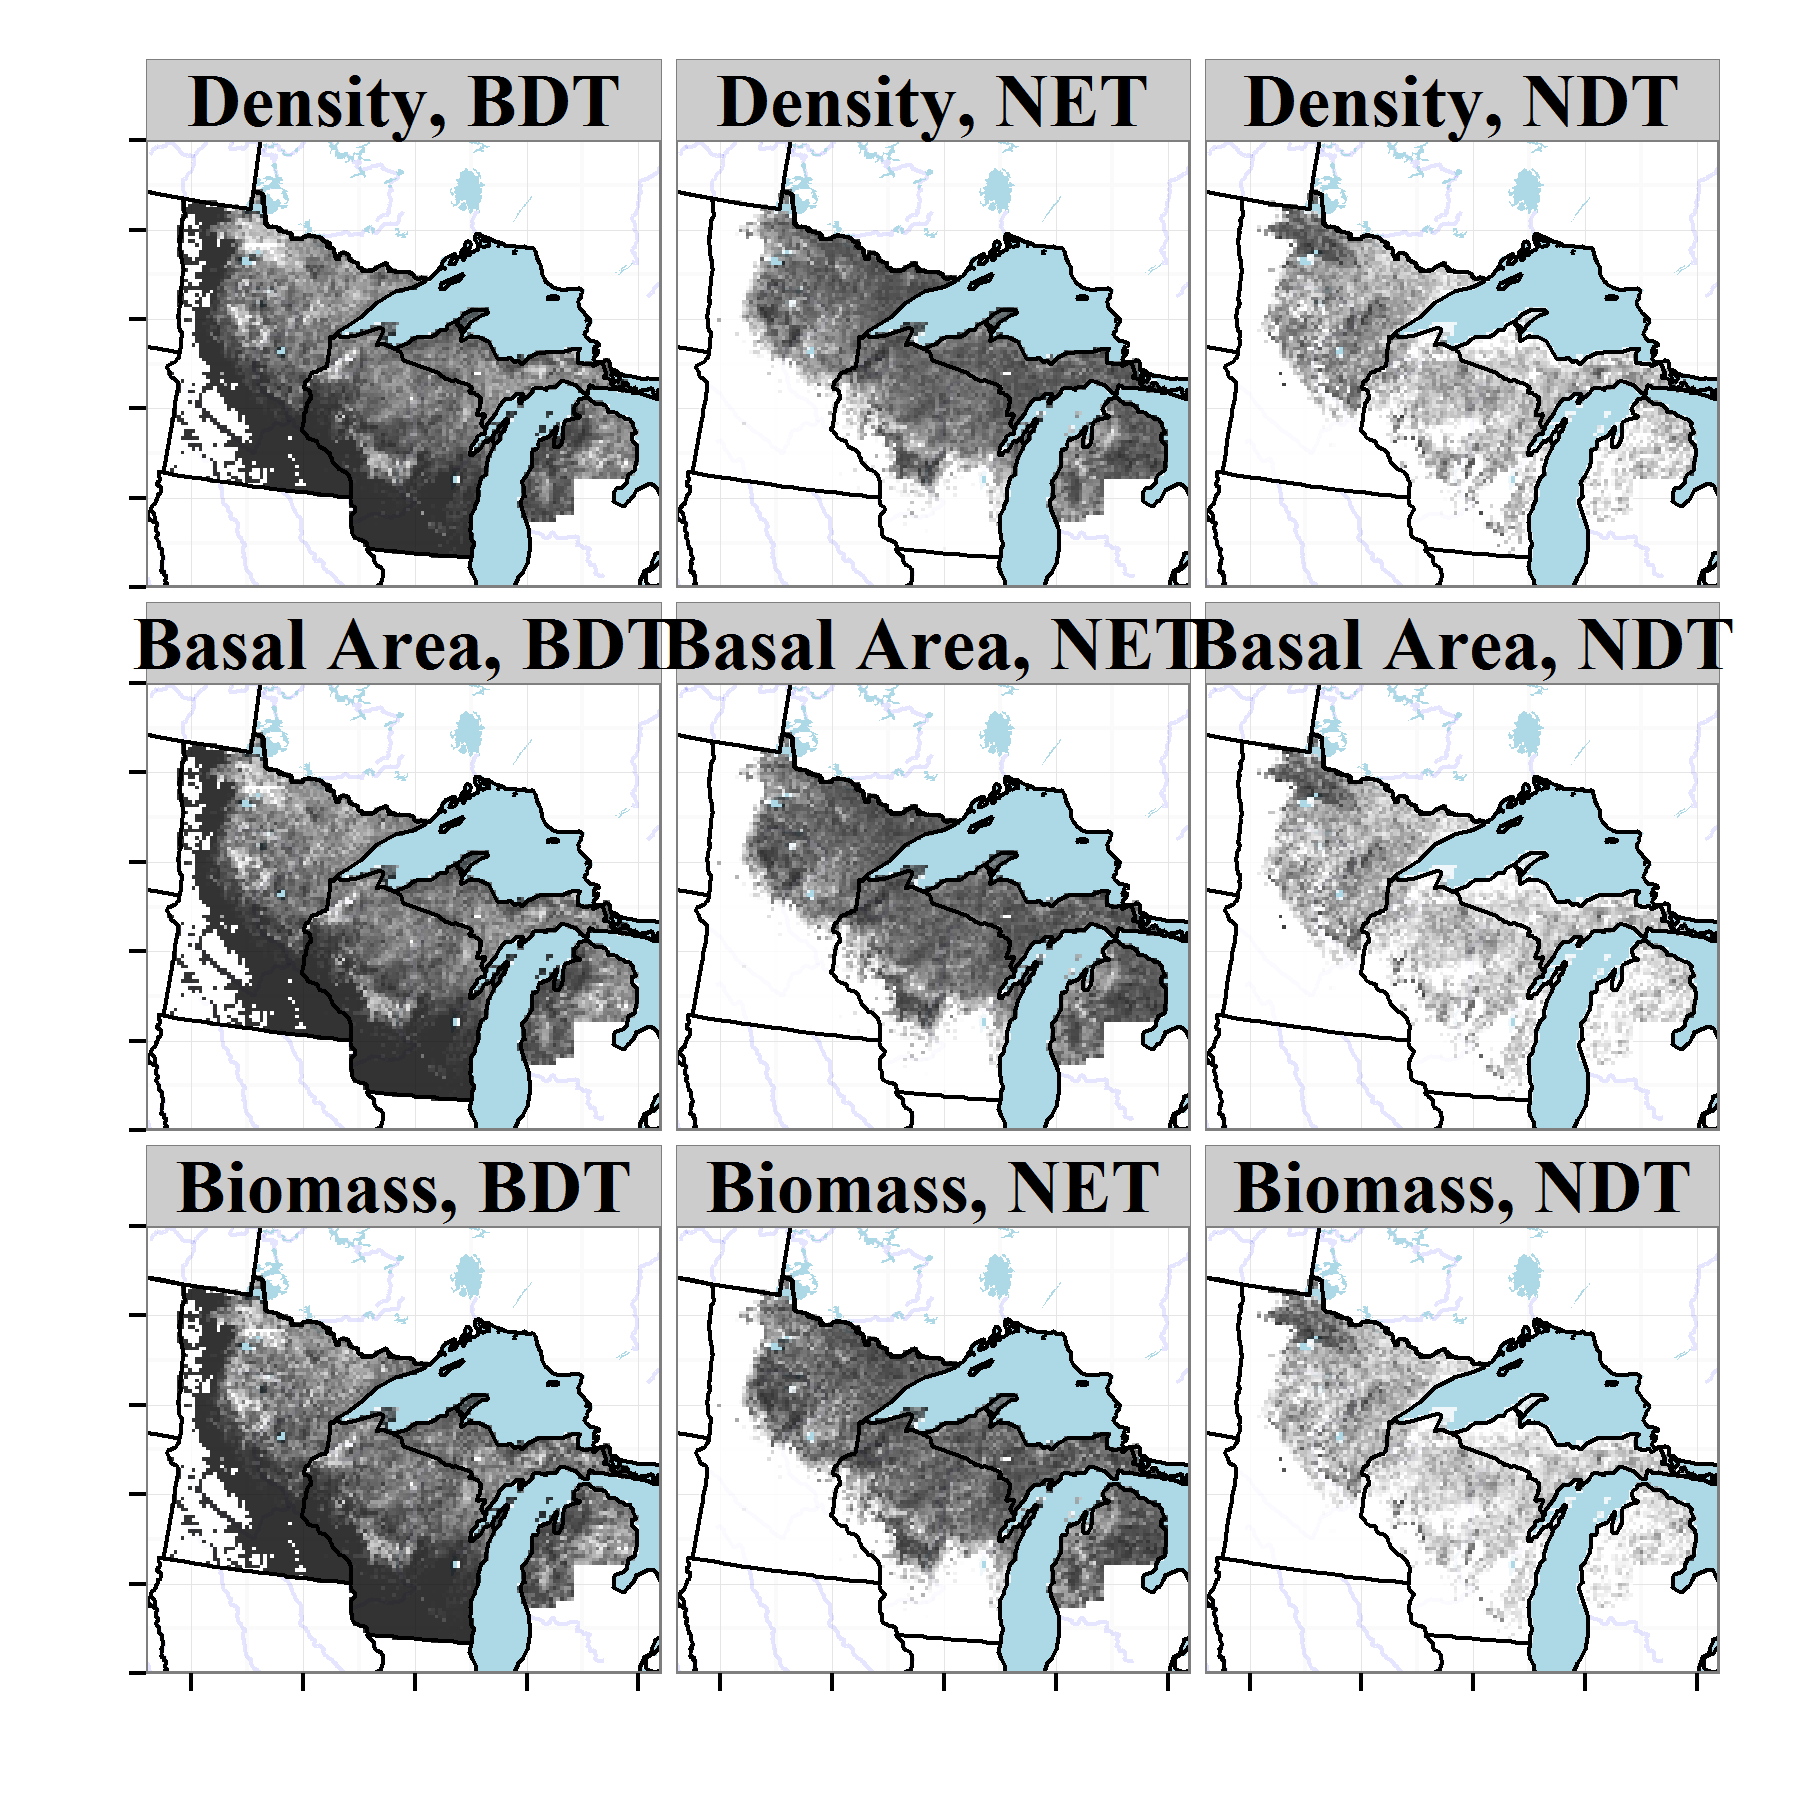 Density, BDT
Density, NET
Density, NDT
Basal Area, BDT
Basal Area, NET
Basal Area, NDT
Biomass, BDT
Biomass, NET
Biomass, NDT